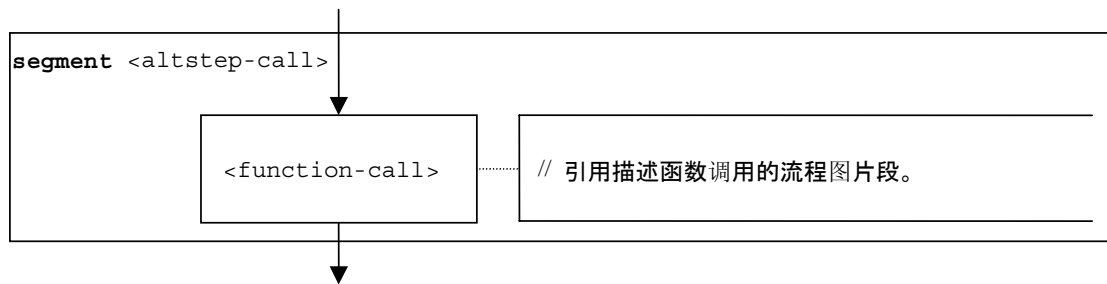 segment <altstep-call>
<function-call>
// 引用描述函数调用的流程图片段。